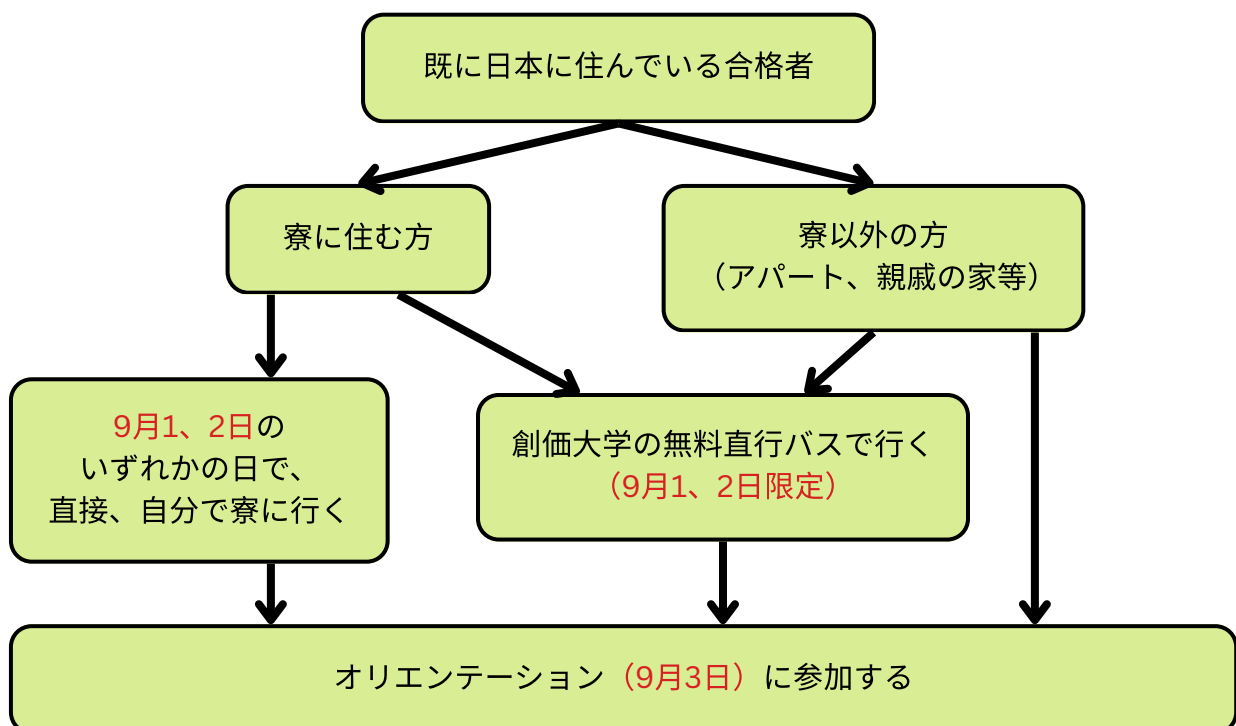 既に日本に住んでいる合格者
寮に住む方
寮以外の方
（アパート、親戚の家等）
9月1、2日の
いずれかの日で、
直接、自分で寮に行く
創価大学の無料直行バスで行く
（9月1、2日限定）
オリエンテーション（9月3日）に参加する